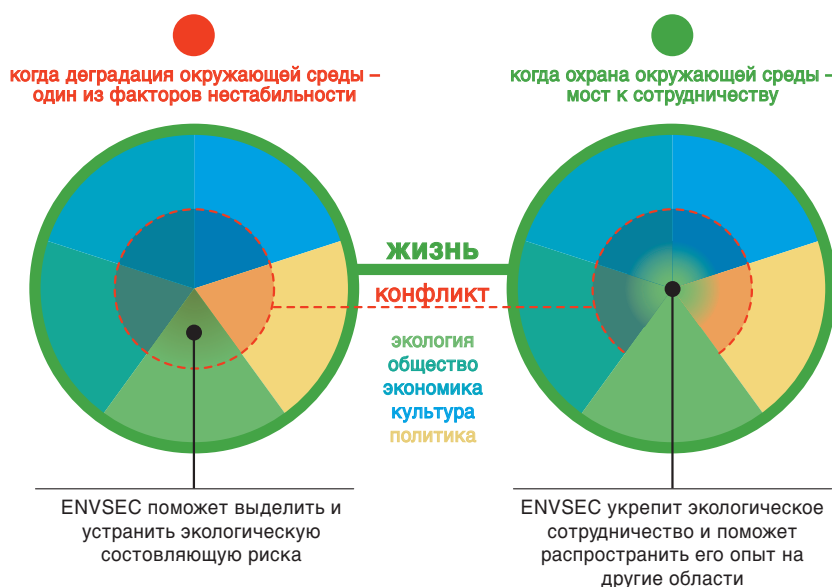 когда деградация окружающей среды –
один из факторов нестабильности
когда охрана окружающей среды –
мост к сотрудничеству
жизнь
конфликт
экология
общество
экономика
культура
политика
ENVSEC поможет выделить и
устранить экологическую
состовляющую риска
ENVSEC укрепит экологическое
сотрудничество и поможет
распространить его опыт на
другие области